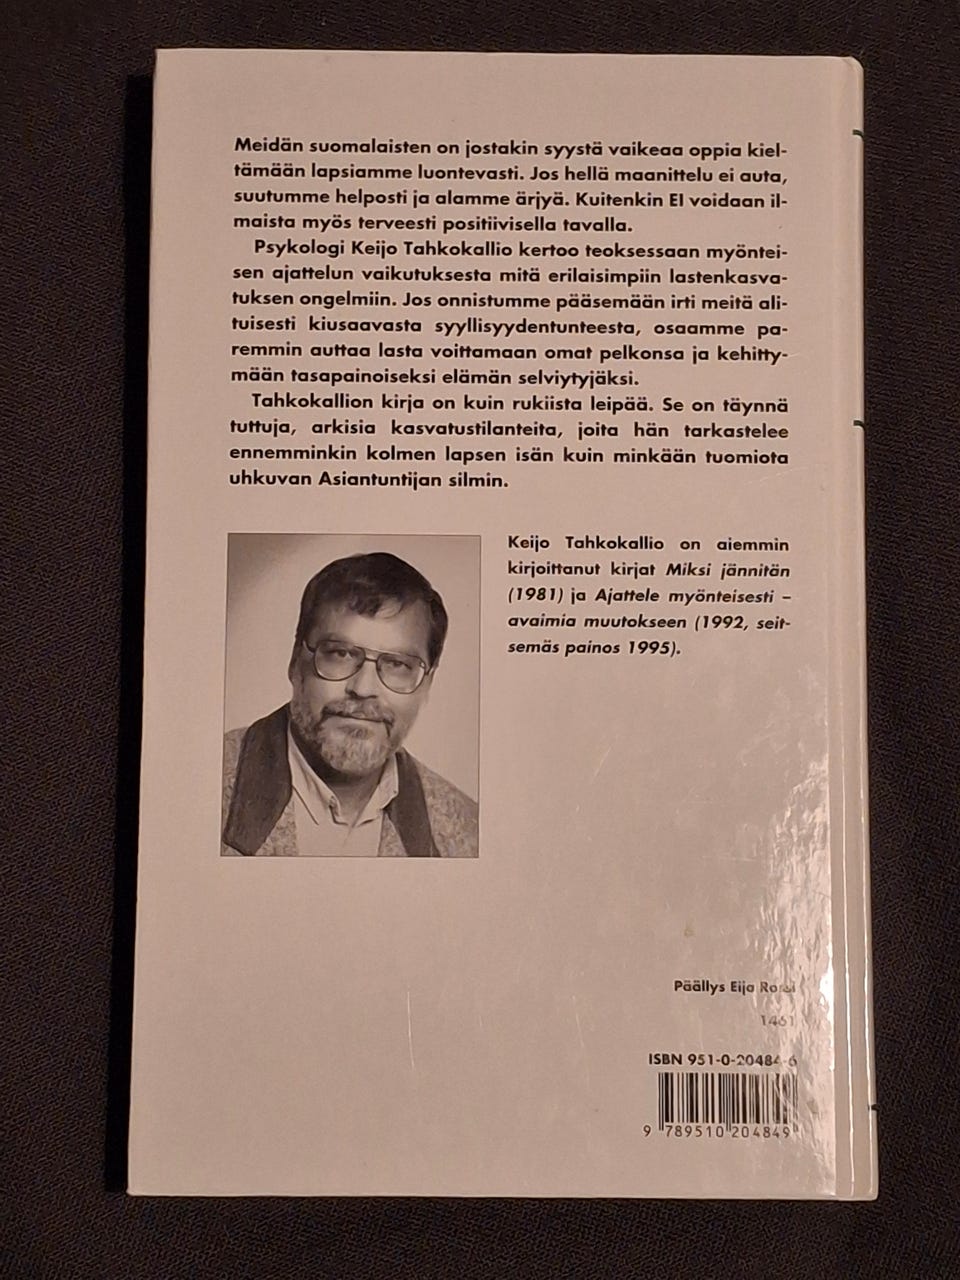 Meidän suomalaisten on jostakin syystä vaikeaa oppia kiel-
tämään lapsiamme luontevasti. Jos hellä maanittelu ei auta,
suutumme helposti ja alamme ärjyä. Kuitenkin EI voidaan il-
maista myös terveesti positiivisella tavalla.
Psykologi Keijo Tahkokallio kertoo teoksessaan myöntei-
sen ajattelun vaikutuksesta mitä erilaisimpiin lastenkasva-
tuksen ongelmiin. Jos onnistumme pääsemään irti meitä ali-
tuisesti kiusaavasta syyllisyydentunteesta, osaamme pa-
remmin auttaa lasta voittamaan omat pelkonsa ja kehitty-
mään tasapainoiseksi elämän selviytyjäksi.
Tahkokallion kirja on kuin rukiista leipää. Se on täynnä
tuttuja, arkisia kasvatustilanteita, joita hän tarkastelee
ennemminkin kolmen lapsen isän kuin minkään tuomiota
uhkuvan Asiantuntijan silmin.
Keijo Tahkokallio on aiemmin
kirjoittanut kirjat Miksi jännitän
(1981) ja Ajattele myönteisesti –
avaimia muutokseen (1992, seit-
semäs painos 1995).
Päällys Eija
1461
ISBN 951-0-20484-6
9 789510 204849